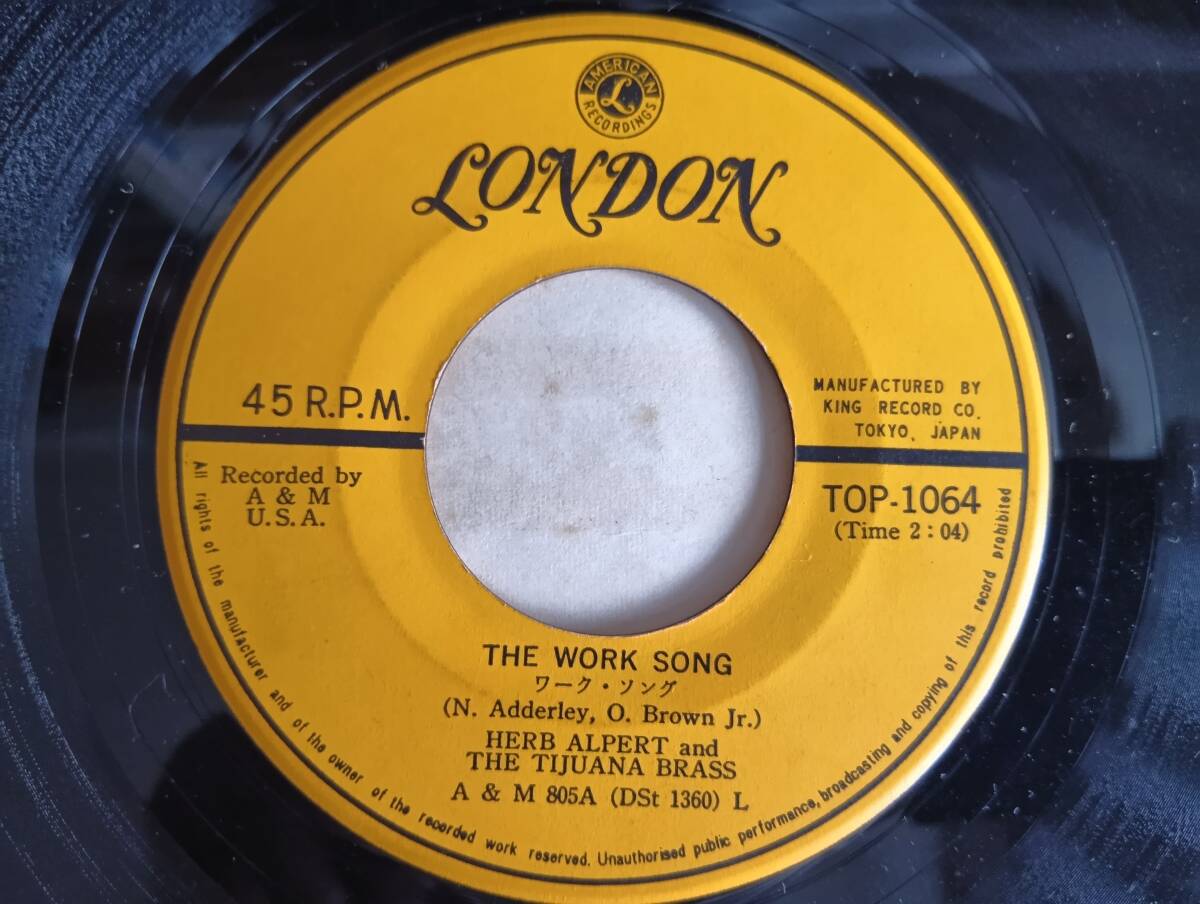 AMERICAN
L
RECORDINGS
LONDON
45 R.P.M.
MANUFACTURED BY
KING RECORD CO.
TOKYO, JAPAN
Recorded by
A & M
U.S.A.
TOP-1064
(Time 2:04)
THE WORK SONG
ワーク・ソング
(N. Adderley, O. Brown Jr.)
HERB ALPERT and
THE TIJUANA BRASS
A & M 805A (DSt 1360) L
All rights of the manufacturer and of the owner of the recorded work reserved. Unauthorised public performance, broadcasting and copying of this record prohibited